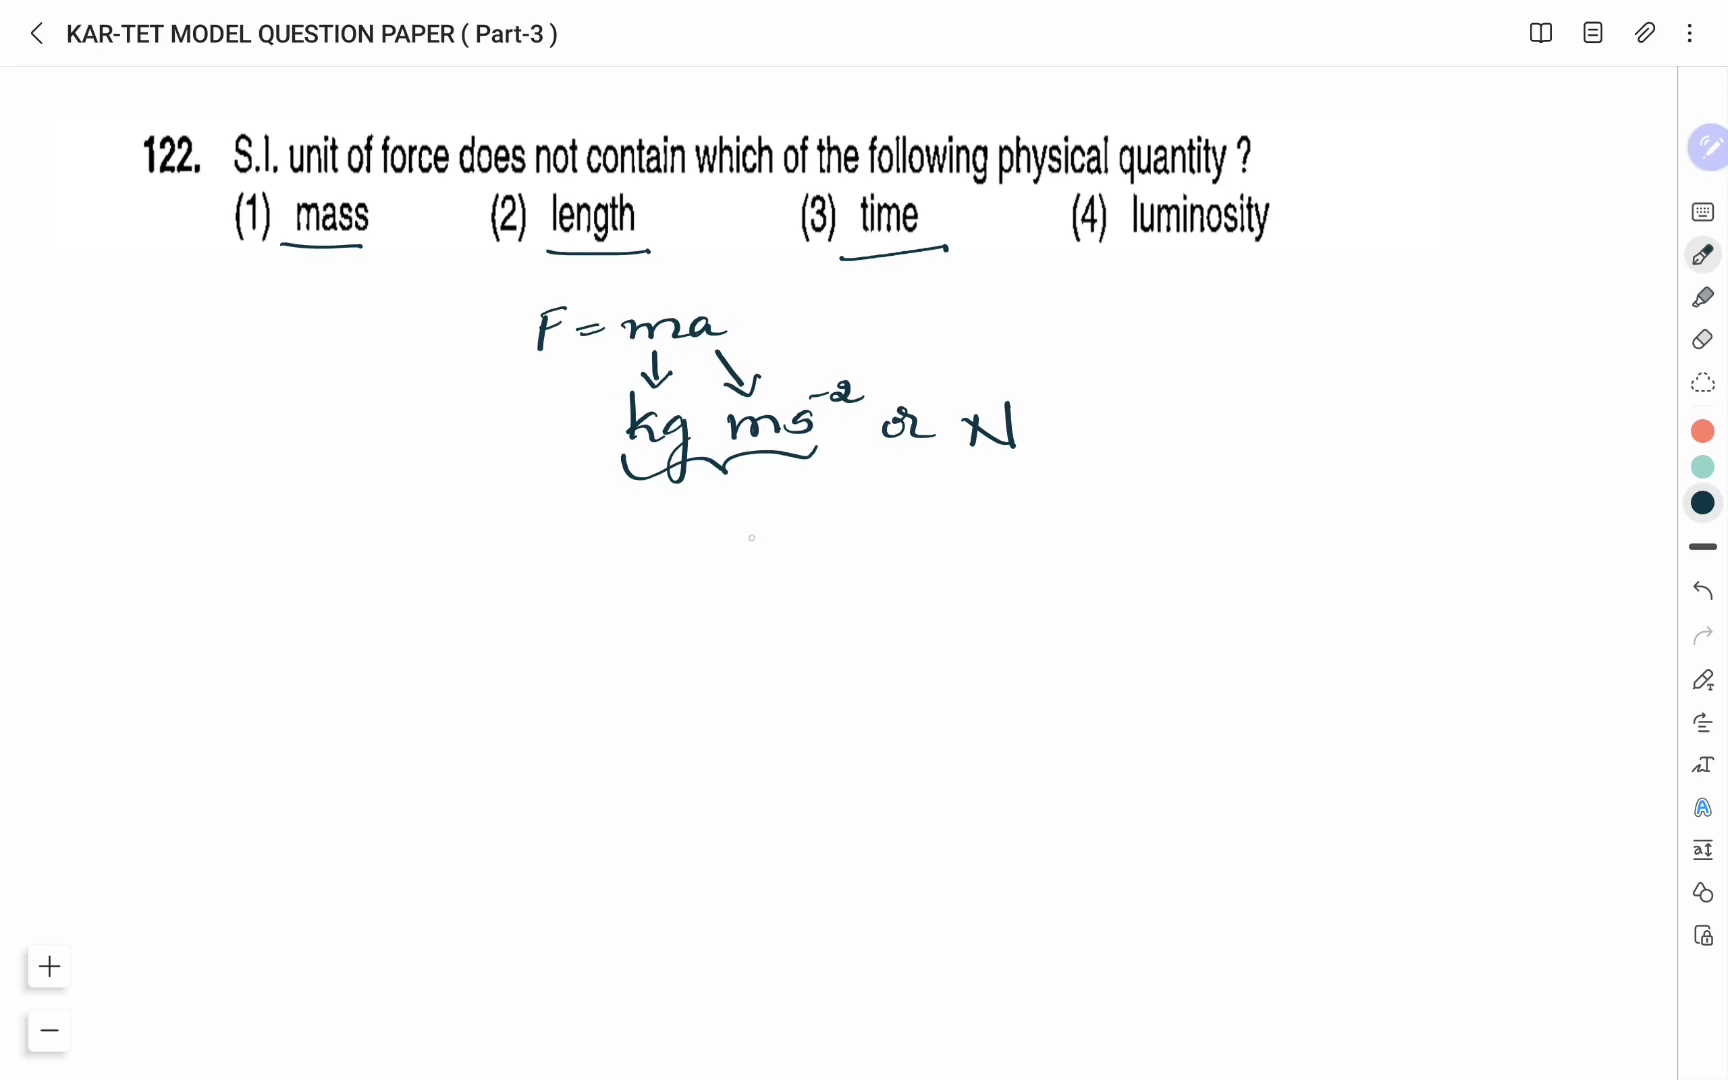 KAR-TET MODEL QUESTION PAPER ( Part-3 )
122. S.I. unit of force does not contain which of the following physical quantity ?
(1) mass (2) length (3) time (4) luminosity
F = ma
kg ms⁻² or N